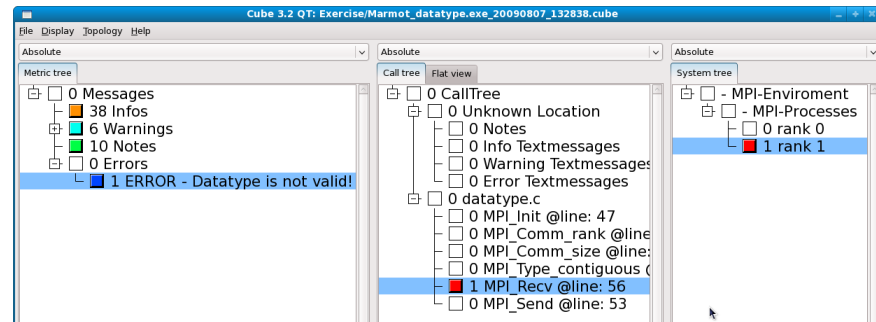 Cube 3.2 QT: Exercise/Marmot_datatype.exe_20090807_132838.cube
File Display Topology Help
Absolute
Metric tree
0 Messages
38 Infos
6 Warnings
10 Notes
0 Errors
1 ERROR - Datatype is not valid!
Absolute
Call tree Flat view
0 CallTree
0 Unknown Location
0 Notes
0 Info Textmessages
0 Warning Textmessages
0 Error Textmessages
0 datatype.c
0 MPI_Init @line: 47
0 MPI_Comm_rank @line
0 MPI_Comm_size @line:
0 MPI_Type_contiguous (
1 MPI_Recv @line: 56
0 MPI_Send @line: 53
Absolute
System tree
- MPI-Enviroment
- MPI-Processes
0 rank 0
1 rank 1